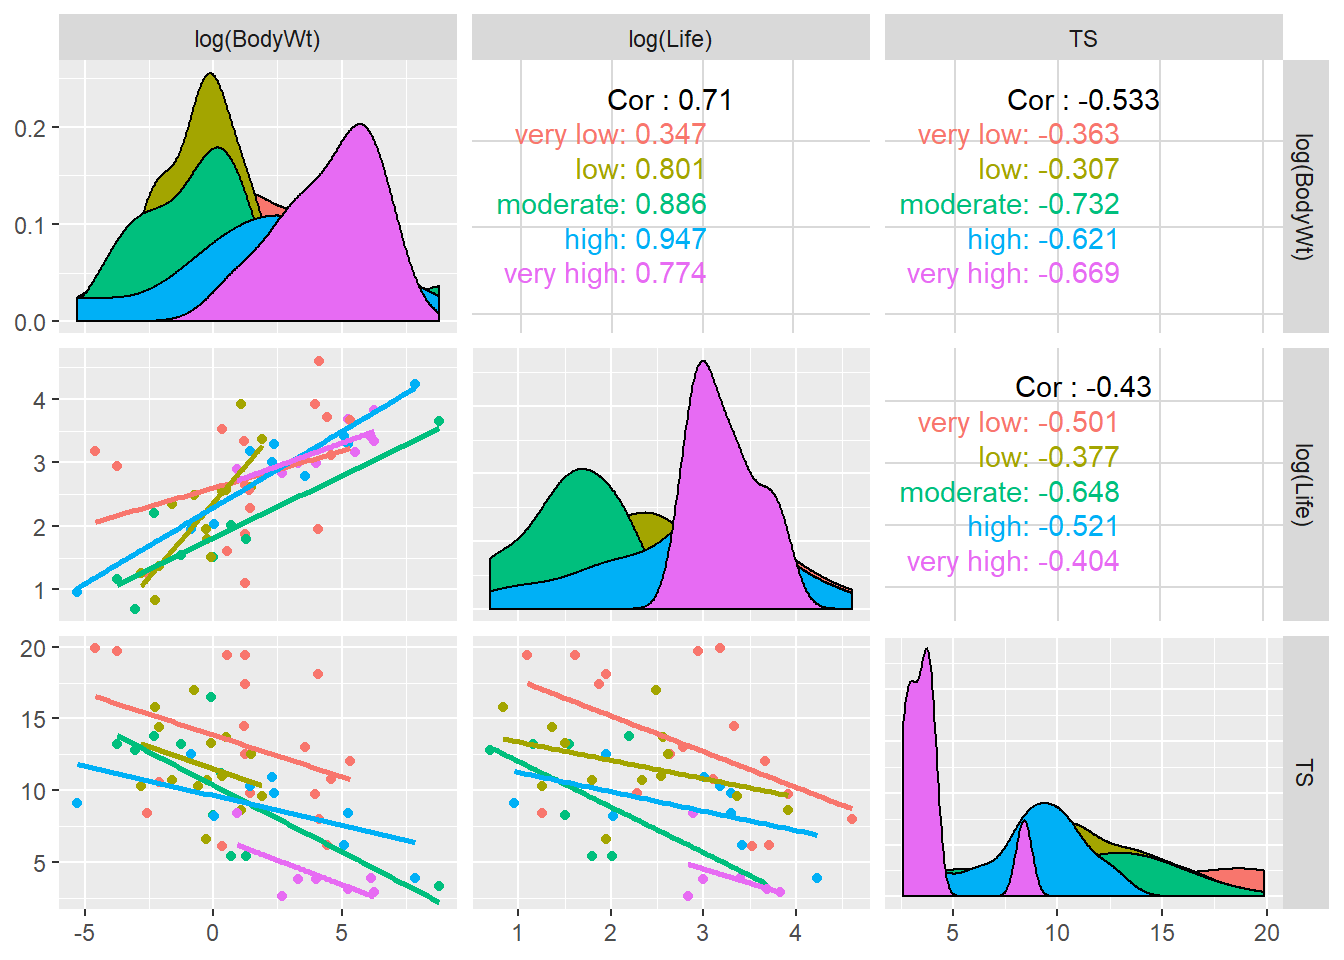 log(BodyWt)
log(Life)
TS
0.2
0.1
0.0
Cor : 0.71
very low: 0.347
low: 0.801
moderate: 0.886
high: 0.947
very high: 0.774
Cor : -0.533
very low: -0.363
low: -0.307
moderate: -0.732
high: -0.621
very high: -0.669
log(BodyWt)
4
3
2
1
Cor : -0.43
very low: -0.501
low: -0.377
moderate: -0.648
high: -0.521
very high: -0.404
log(Life)
20
15
10
5
TS
-5 0 5
1 2 3 4
5 10 15 20